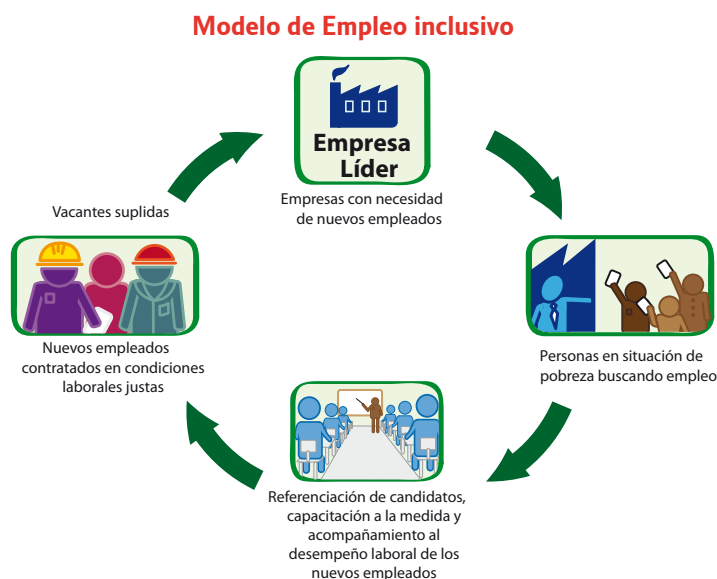 Modelo de Empleo inclusivo
Empresa
Líder
Empresas con necesidad
de nuevos empleados
Personas en situación de
pobreza buscando empleo
Referenciación de candidatos,
capacitación a la medida y
acompañamiento al
desempeño laboral de los
nuevos empleados
Vacantes suplidas
Nuevos empleados
contratados en condiciones
laborales justas